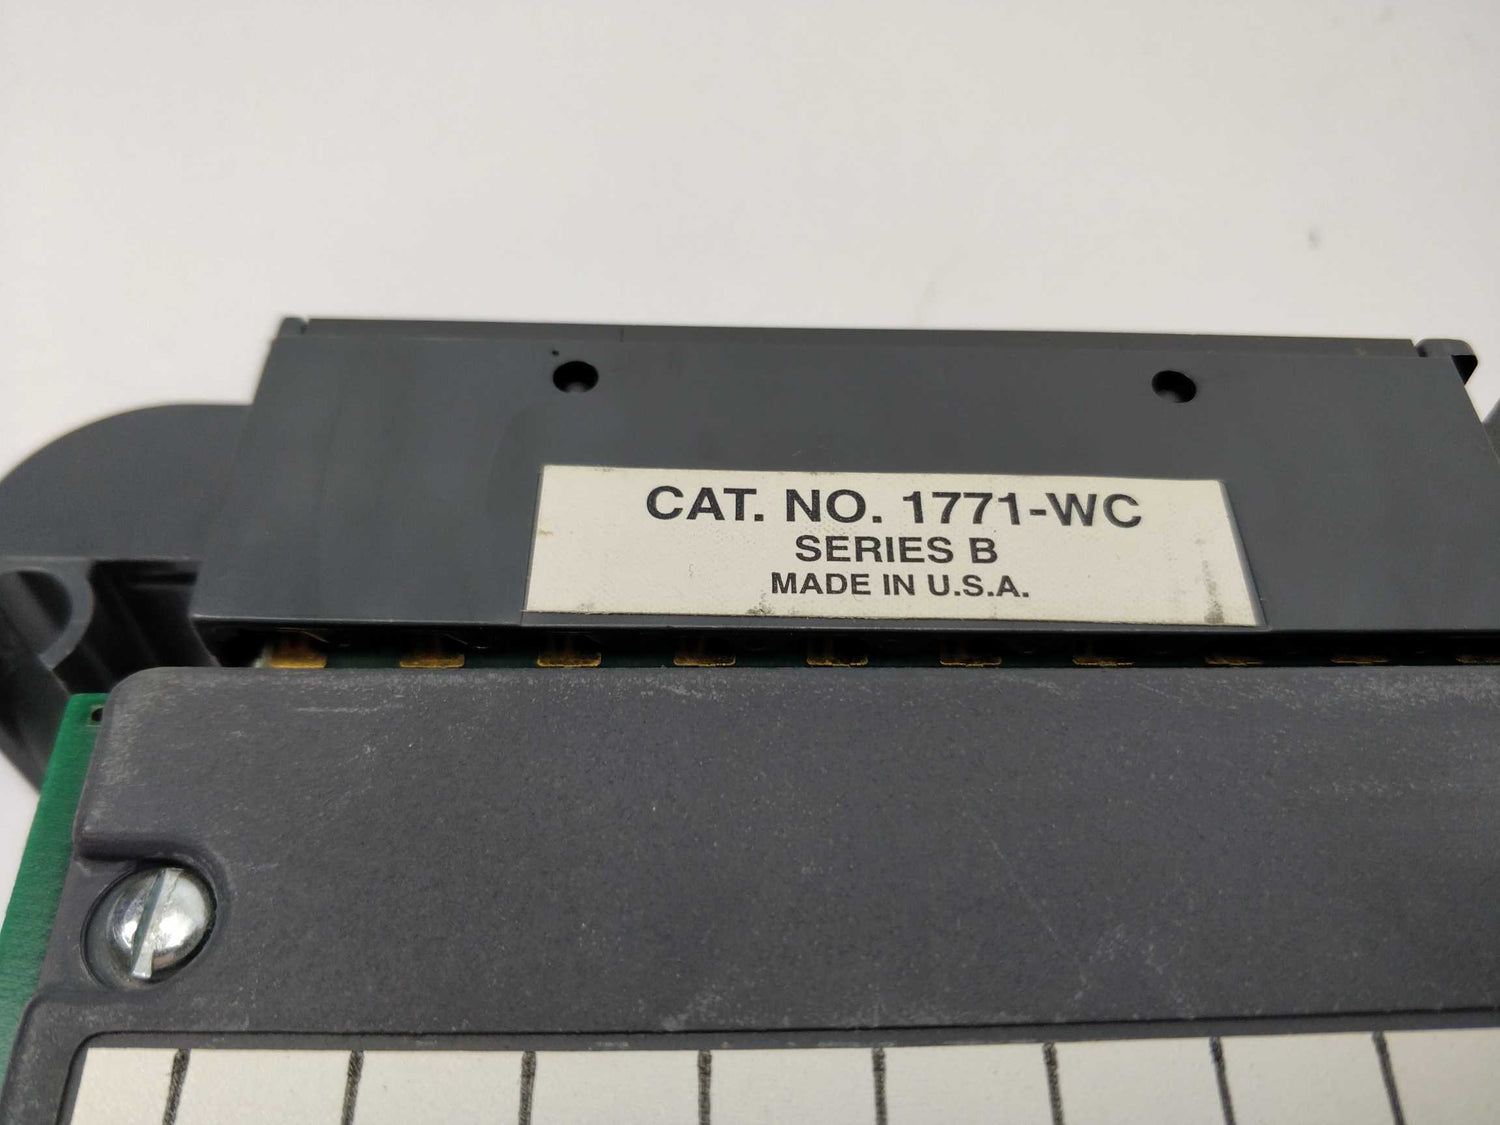 CAT. NO. 1771-WC
SERIES B
MADE IN U.S.A.